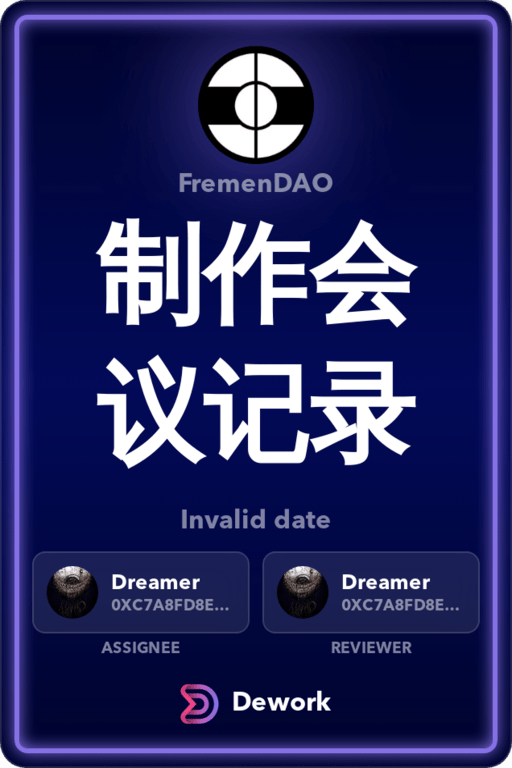 FremenDAO
制作会
议记录
Invalid date
Dreamer
0XC7A8FD8E...
ASSIGNEE
Dreamer
0XC7A8FD8E...
REVIEWER
Dework